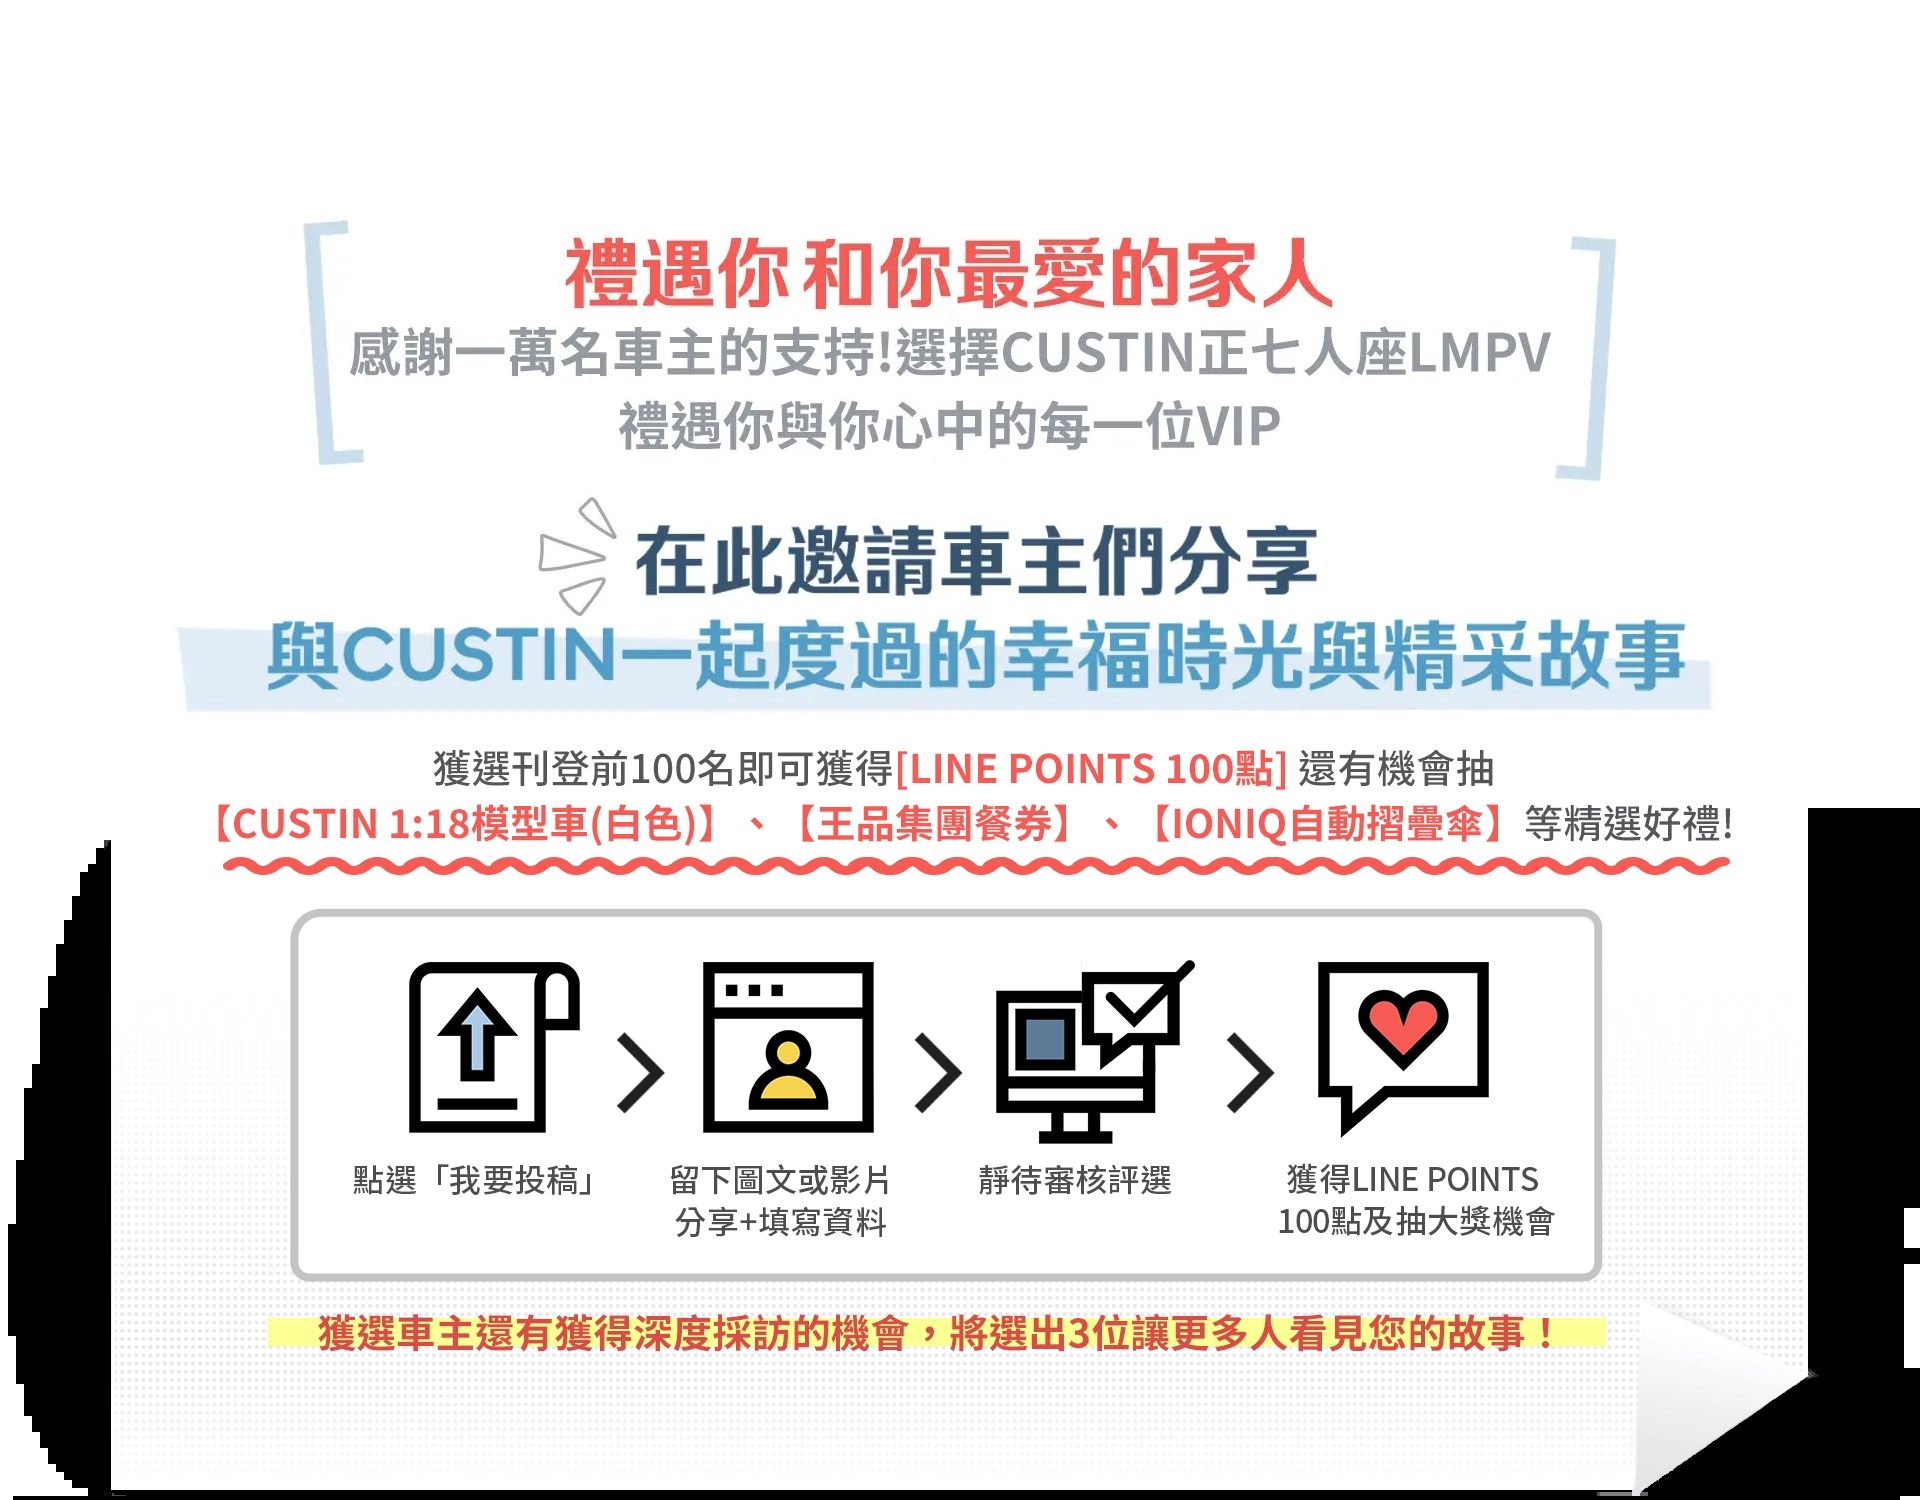 禮遇你 和你最愛的家人
感謝一萬名車主的支持!選擇CUSTIN正七人座LMPV
禮遇你與你心中的每一位VIP
在此邀請車主們分享
與CUSTIN一起度過的幸福時光與精采故事
獲選刊登前100名即可獲得[LINE POINTS 100點] 還有機會抽
【CUSTIN 1:18模型車(白色)】、【王品集團餐券】、【IONIQ自動摺疊傘】等精選好禮!
點選「我要投稿」
留下圖文或影片
分享+填寫資料
靜待審核評選
獲得LINE POINTS
100點及抽大獎機會
獲選車主還有獲得深度採訪的機會，將選出3位讓更多人看見您的故事！